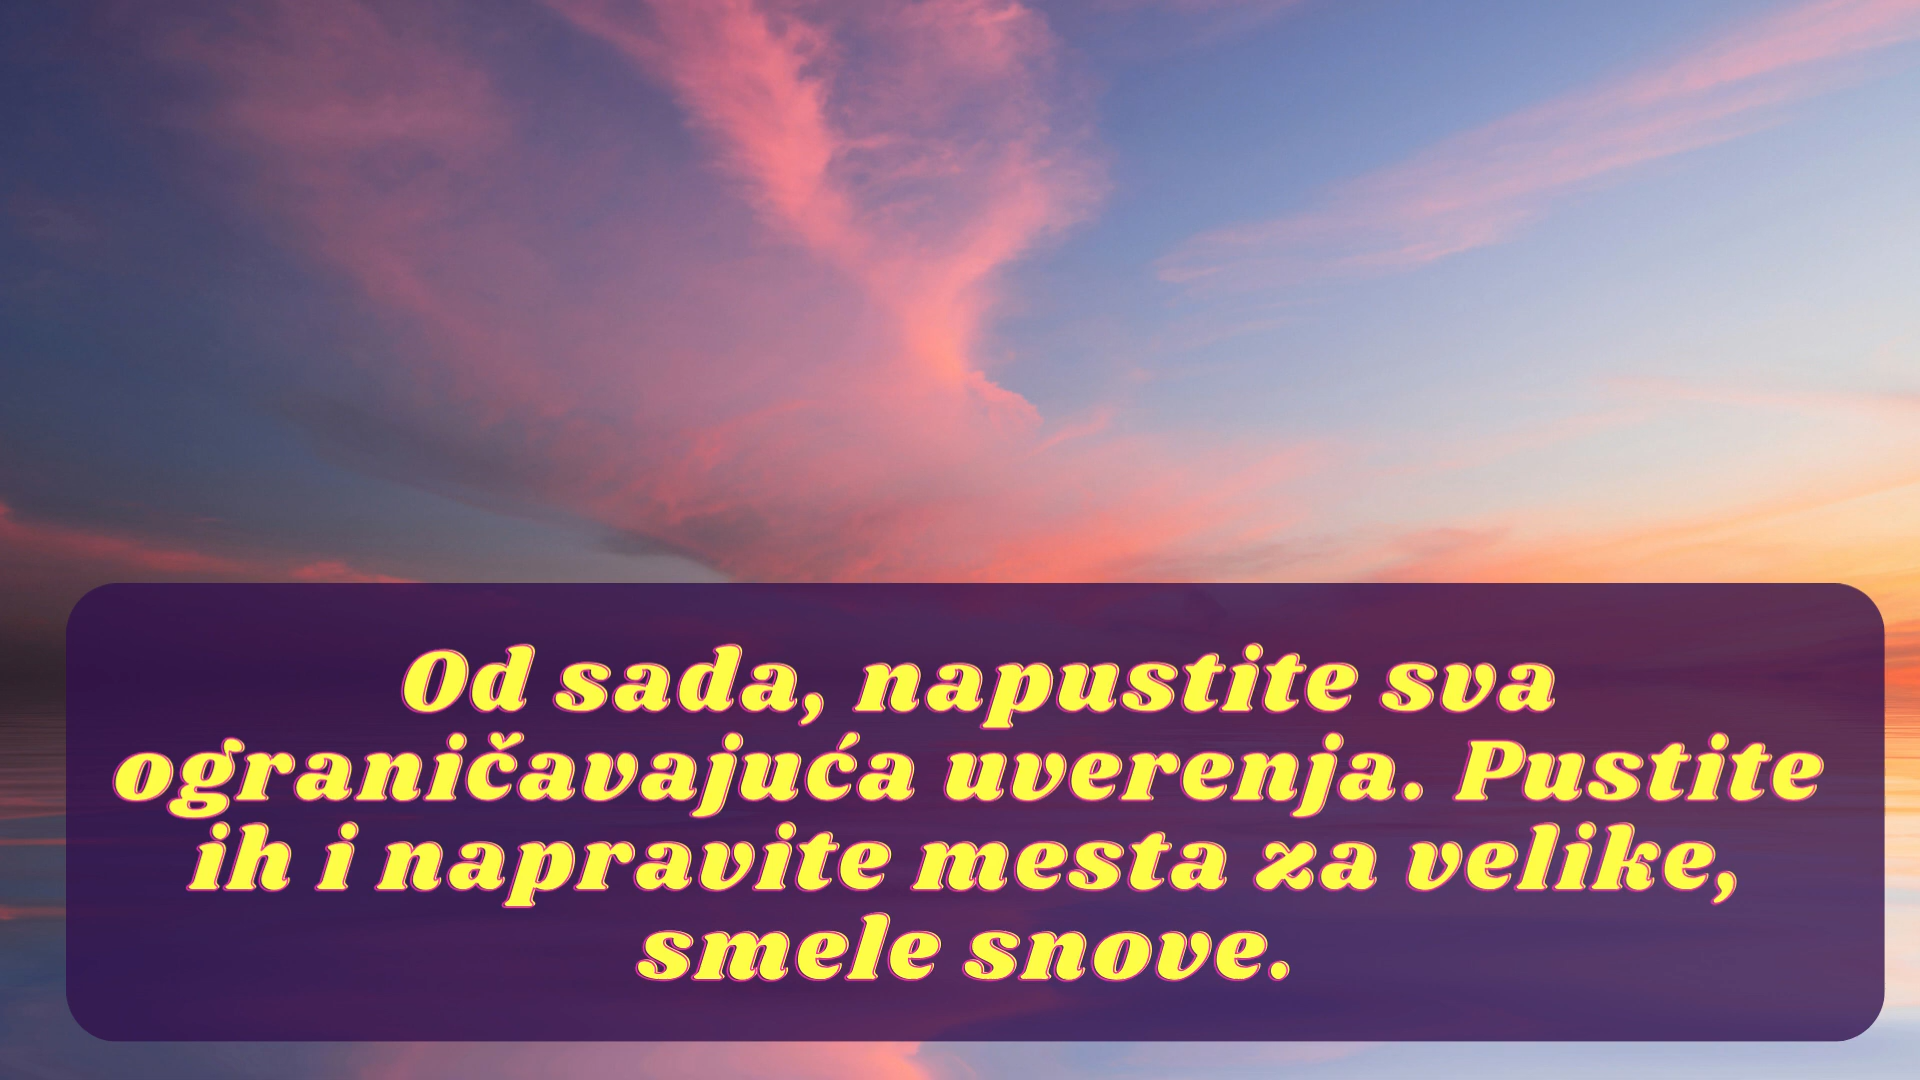 Od sada, napustite sva
ograničavajuća uverenja. Pustite
ih i napravite mesta za velike,
smele snove.